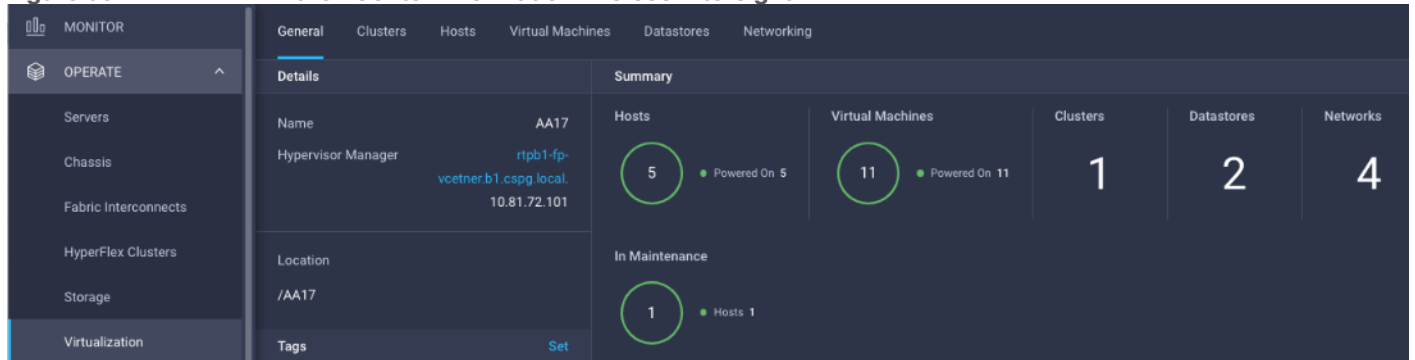 MONITOR
OPERATE
Servers
Chassis
Fabric Interconnects
HyperFlex Clusters
Storage
Virtualization
General Clusters Hosts Virtual Machines Datastores Networking
Details
Name AA17
Hypervisor Manager rtpb1-fp-
vcetner.b1.cspg.local.
10.81.72.101
Location
/AA17
Tags Set
Summary
Hosts
5 Powered On 5
Virtual Machines
11 Powered On 11
Clusters
1
Datastores
2
Networks
4
In Maintenance
1 Hosts 1